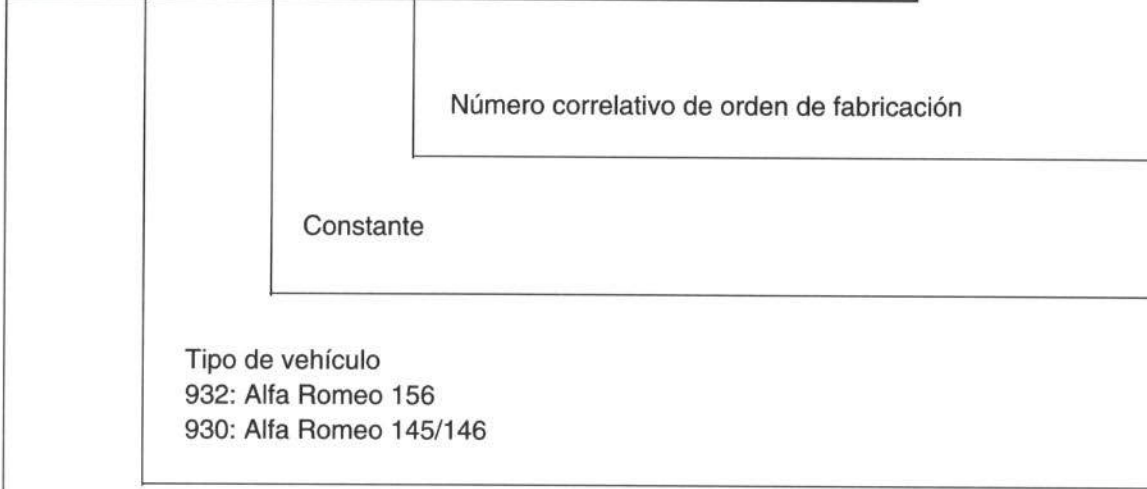 Número correlativo de orden de fabricación
Constante
Tipo de vehículo
932: Alfa Romeo 156
930: Alfa Romeo 145/146